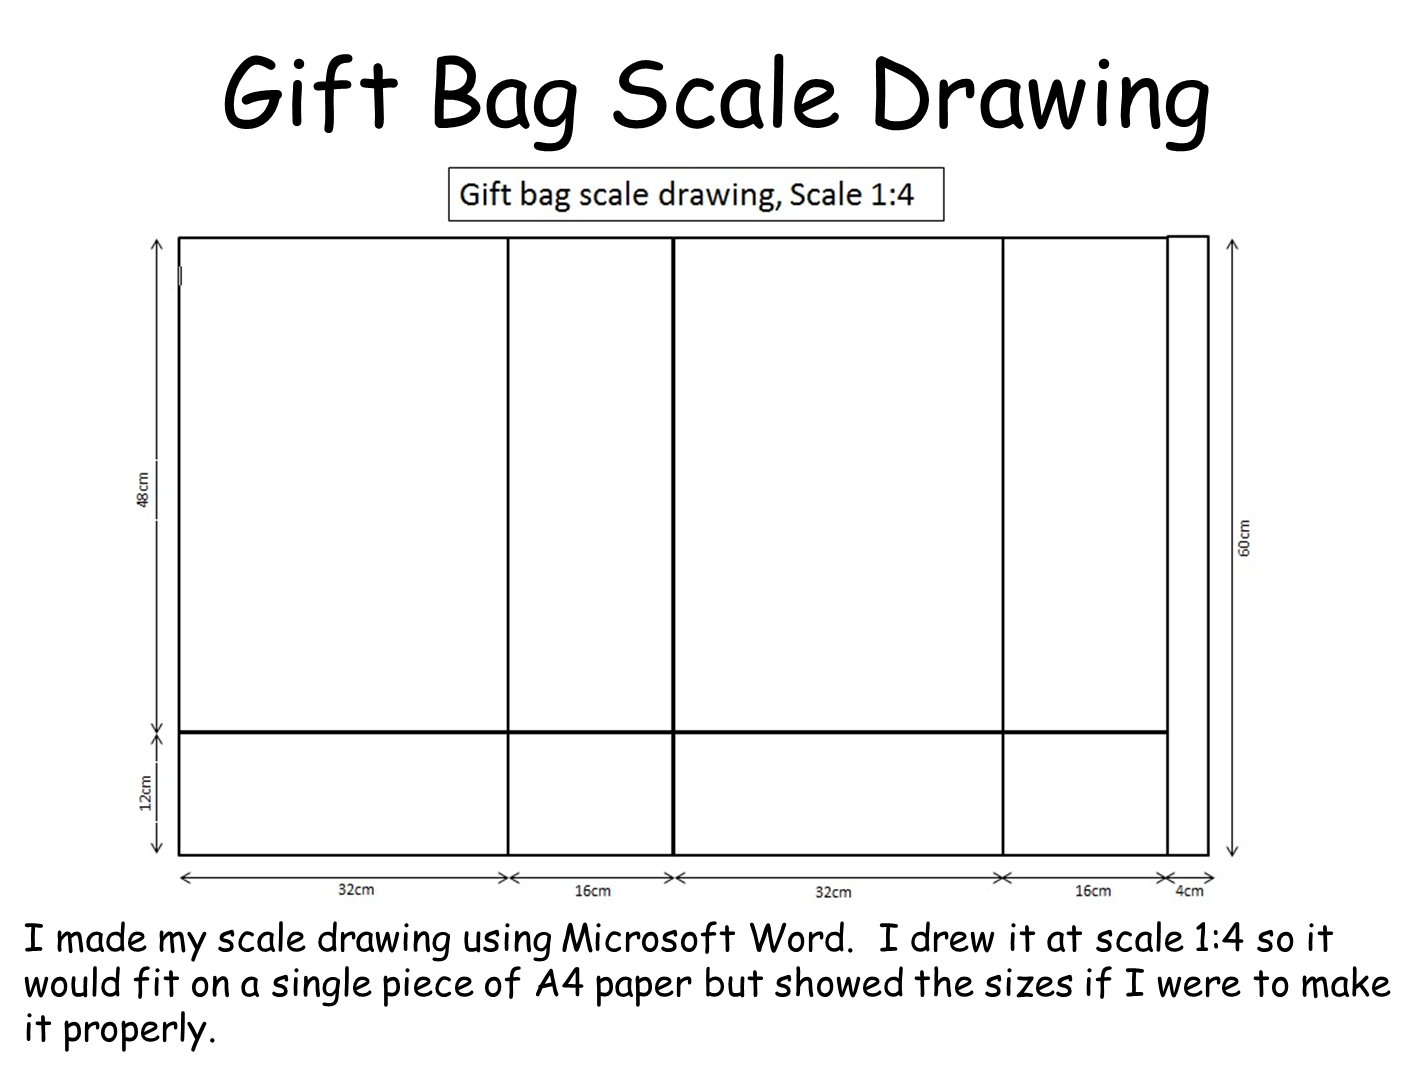 Gift Bag Scale Drawing
Gift bag scale drawing, Scale 1:4
48cm
60cm
12cm
32cm
16cm
32cm
16cm
4cm
I made my scale drawing using Microsoft Word.  I drew it at scale 1:4 so it
would fit on a single piece of A4 paper but showed the sizes if I were to make
it properly.